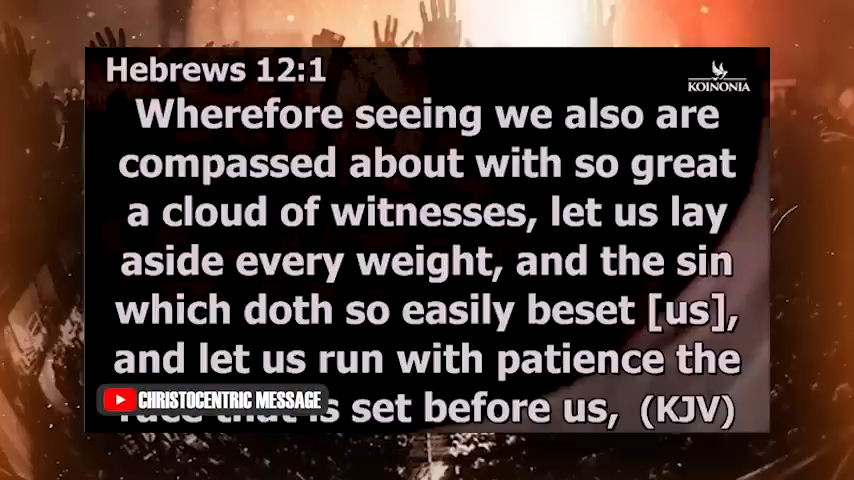 Hebrews 12:1
KOINONIA
Wherefore seeing we also are
compassed about with so great
a cloud of witnesses, let us lay
aside every weight, and the sin
which doth so easily beset [us],
and let us run with patience the
set before us, (KJV)
CHRISTOCENTRIC MESSAGE